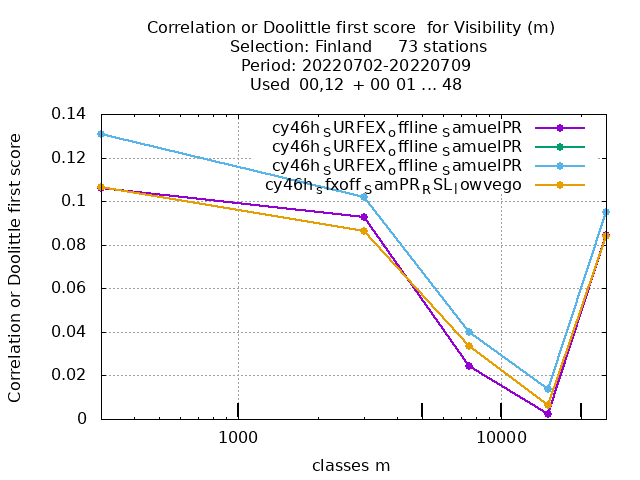 Correlation or Doolittle first score  for Visibility (m)
Selection: Finland     73 stations
Period: 20220702-20220709
Used  00,12  + 00 01 ... 48
cy46h_SURFEX_offline_SamuelPR
cy46h_SURFEX_offline_SamuelPR
cy46h_SURFEX_offline_SamuelPR
cy46h_sfxoff_SamPR_RSL_lowvego
Correlation or Doolittle first score
0.14
0.12
0.1
0.08
0.06
0.04
0.02
0
1000 10000
classes m